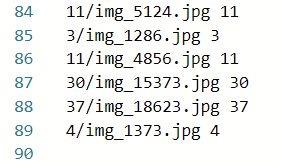 84 11/img_5124.jpg 11
85 3/img_1286.jpg 3
86 11/img_4856.jpg 11
87 30/img_15373.jpg 30
88 37/img_18623.jpg 37
89 4/img_1373.jpg 4
90